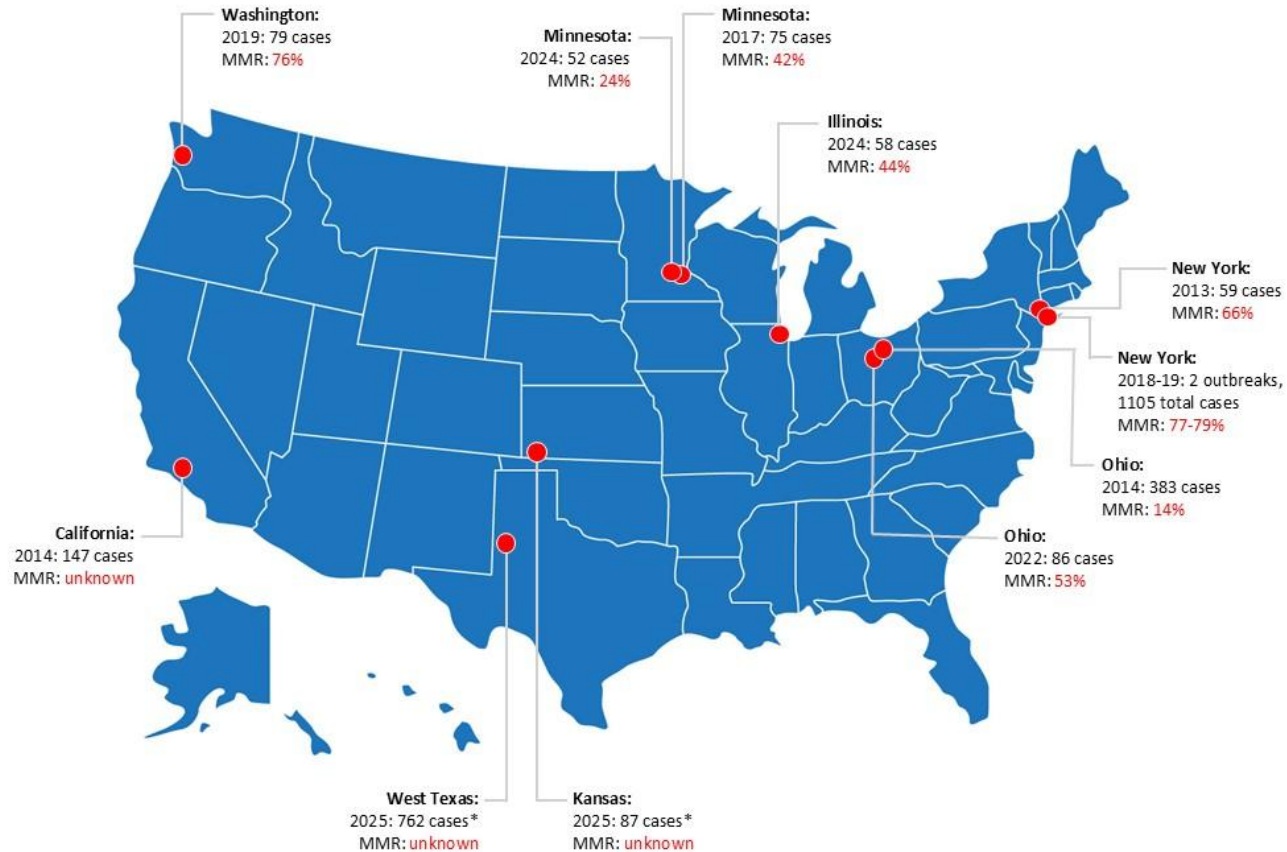 Washington:
2019: 79 cases
MMR: 76%
Minnesota:
2024: 52 cases
MMR: 24%
Minnesota:
2017: 75 cases
MMR: 42%
Illinois:
2024: 58 cases
MMR: 44%
New York:
2013: 59 cases
MMR: 66%
New York:
2018-19: 2 outbreaks,
1105 total cases
MMR: 77-79%
Ohio:
2014: 383 cases
MMR: 14%
Ohio:
2022: 86 cases
MMR: 53%
California:
2014: 147 cases
MMR: unknown
West Texas:
2025: 762 cases*
MMR: unknown
Kansas:
2025: 87 cases*
MMR: unknown